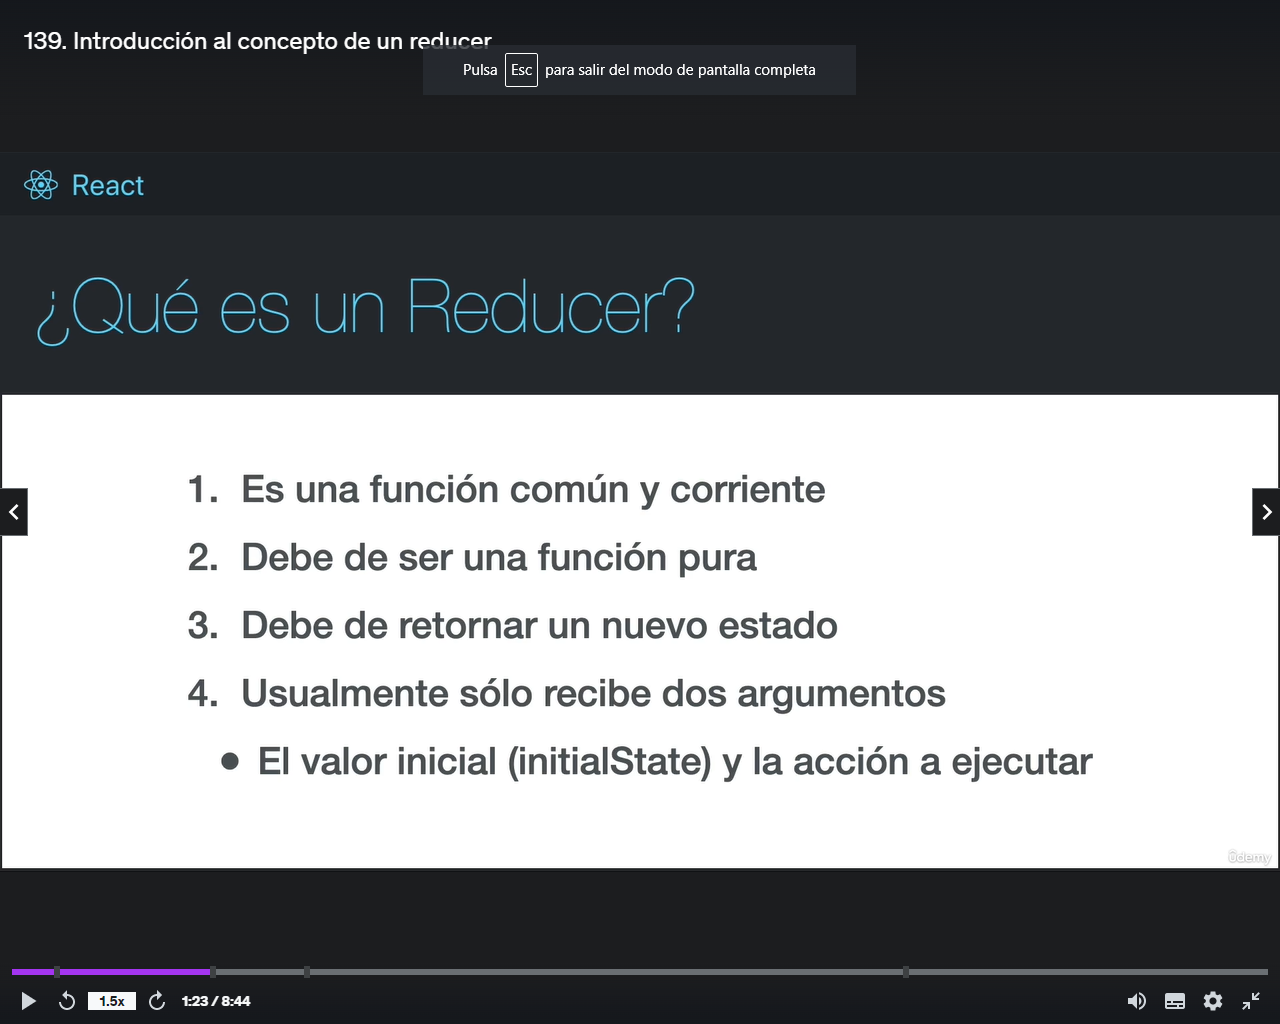 139. Introducción al concepto de un reducer
Pulsa Esc para salir del modo de pantalla completa
React
¿Qué es un Reducer?
1. Es una función común y corriente
2. Debe de ser una función pura
3. Debe de retornar un nuevo estado
4. Usualmente sólo recibe dos argumentos
● El valor inicial (initialState) y la acción a ejecutar
ûdemy
1.5x 1:23 / 8:44